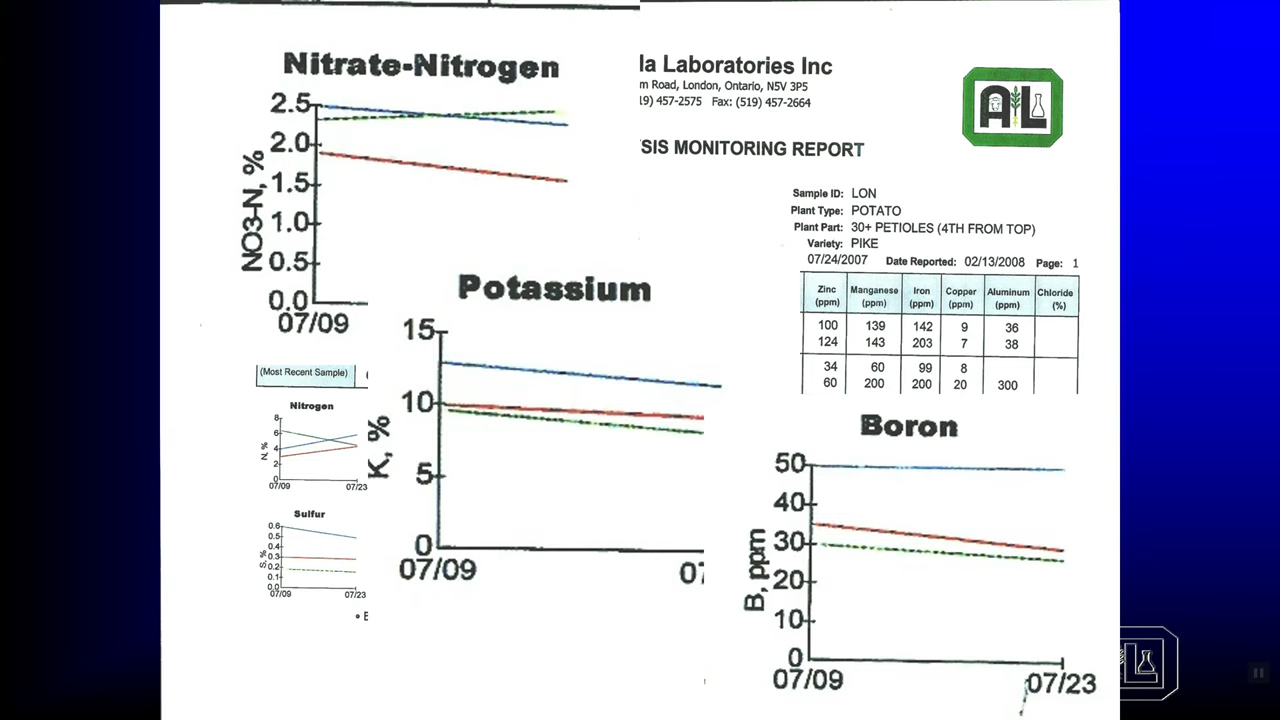 Nitrate-Nitrogen
2.5
2.0
1.5
1.0
0.5
0.0
NO3-N, %
07/09
la Laboratories Inc
m Road, London, Ontario, N5V 3P5
19) 457-2575 Fax: (519) 457-2664
AL
SIS MONITORING REPORT
Sample ID: LON
Plant Type: POTATO
Plant Part: 30+ PETIOLES (4TH FROM TOP)
Variety: PIKE
07/24/2007 Date Reported: 02/13/2008 Page: 1
Zinc (ppm) Manganese (ppm) Iron (ppm) Copper (ppm) Aluminum (ppm) Chloride (%)
100 139 142 9 36
124 143 203 7 38
34 60 99 8
60 200 200 20 300
Potassium
15
10
5
0
K, %
07/09
07
(Most Recent Sample)
Nitrogen
8
6
4
2
0
N, %
07/09 07/23
Sulfur
0.6
0.5
0.4
0.3
0.2
0.1
0.0
S, %
07/09 07/23
• E
Boron
50
40
30
20
10
0
B, ppm
07/09 07/23
L